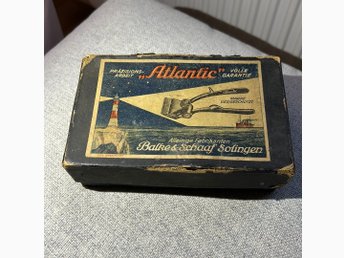 PRÄZISIONS-
ARBEIT
„Atlantic"
VOLLE
GARANTIE
Alleinige Fabrikanten
Balke & Schaaf Solingen